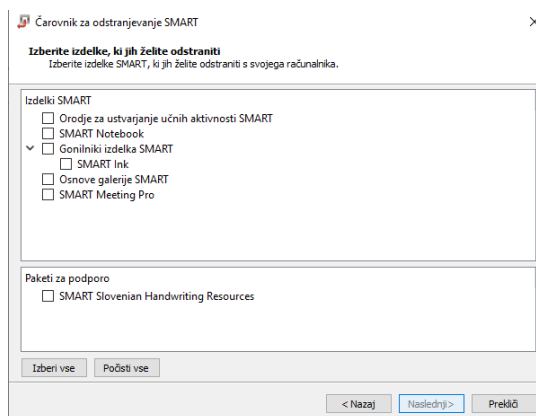 Čarovnik za odstranjevanje SMART
Izberite izdelke, ki jih želite odstraniti
Izberite izdelke SMART, ki jih želite odstraniti s svojega računalnika.
Izdelki SMART
Orodje za ustvarjanje učnih aktivnosti SMART
SMART Notebook
Gonilniki izdelka SMART
SMART Ink
Osnove galerije SMART
SMART Meeting Pro
Paketi za podporo
SMART Slovenian Handwriting Resources
Izberi vse Počisti vse
< Nazaj Naslednji> Prekliči